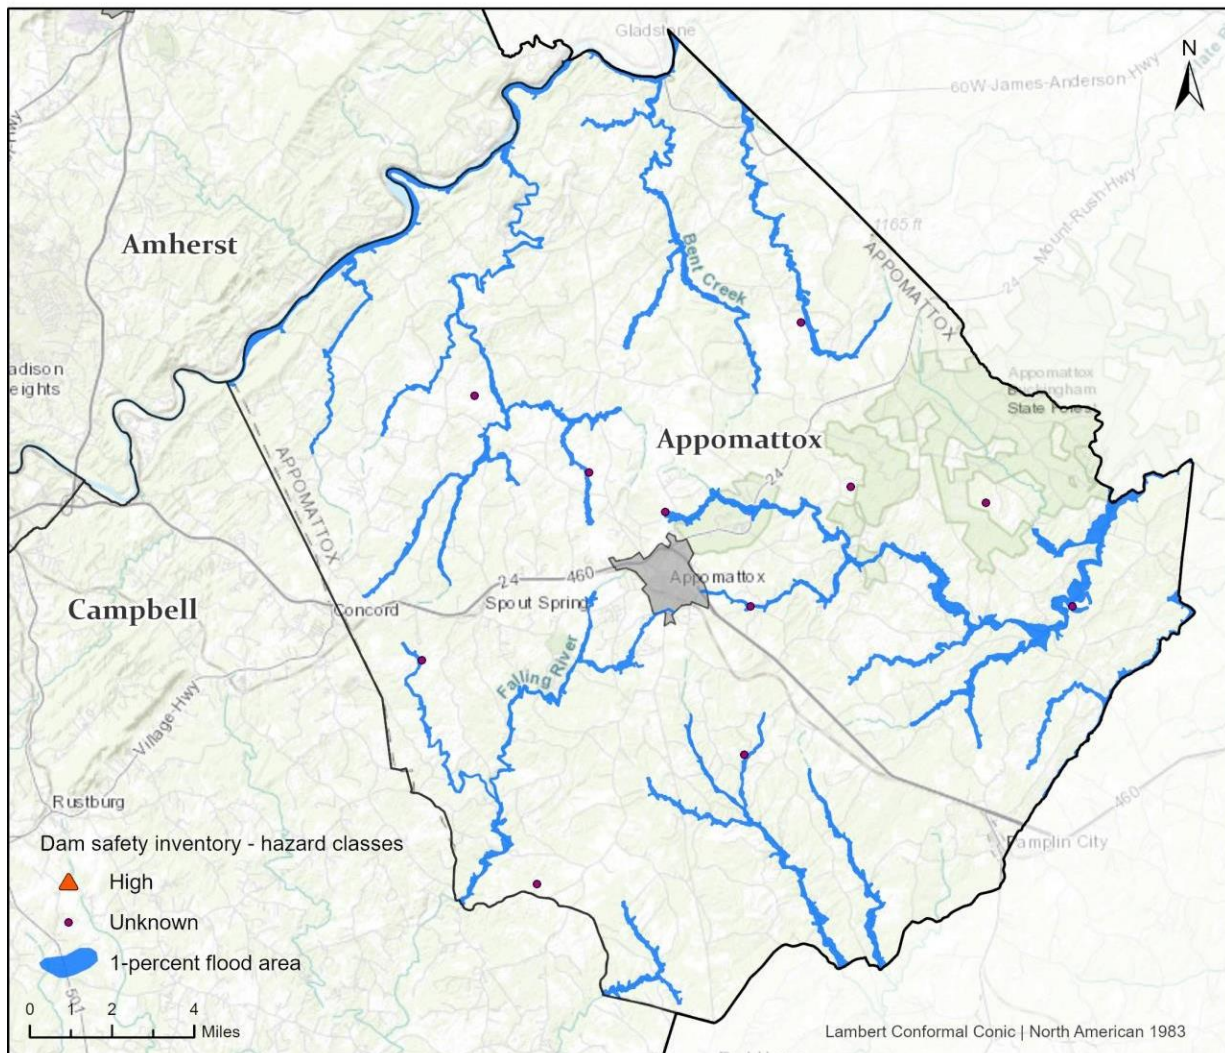 Gladstone
N
60W-James-Anderson Hwy
Mount-Rush-Hwy
24
1165 ft
APPOMATTOX
Amherst
Bent Creek
adison
eights
Appomattox
Buckingham
State Forest
Appomattox
24
APPOMATTOX
24
460
Appomattox
Spout Spring
Concord
Campbell
Falling River
Village-Hwy
Rustburg
460
Pamplin City
Dam safety inventory - hazard classes
High
Unknown
1-percent flood area
501
0 1 2 4
Miles
Lambert Conformal Conic | North American 1983